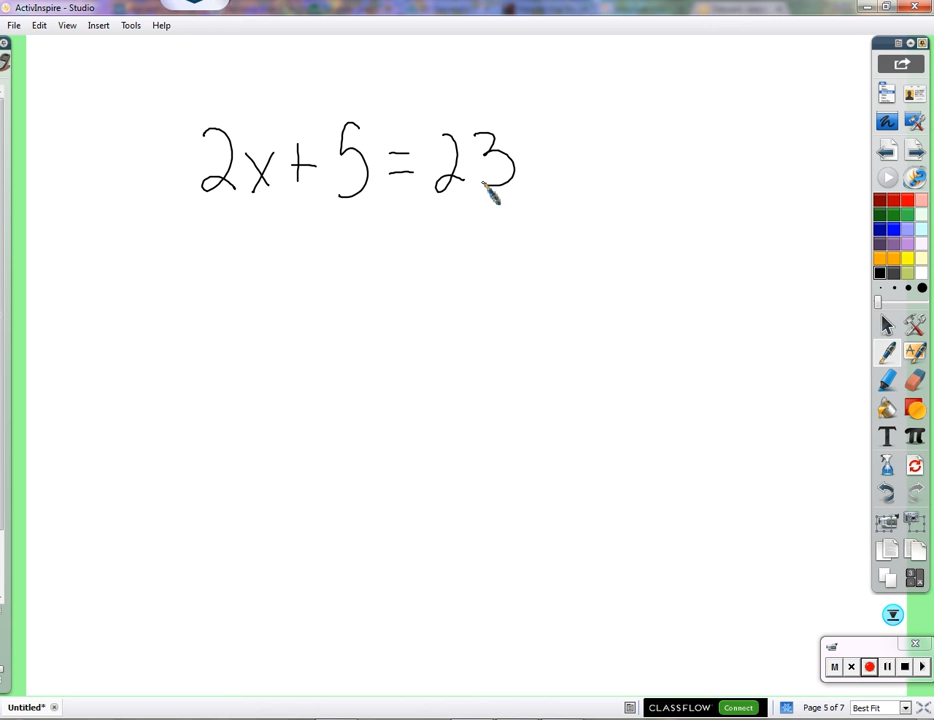 ActivInspire - Studio
File Edit View Insert Tools Help
2x + 5 = 23
M
Untitled*
CLASSFLOW Connect
Page 5 of 7
Best Fit